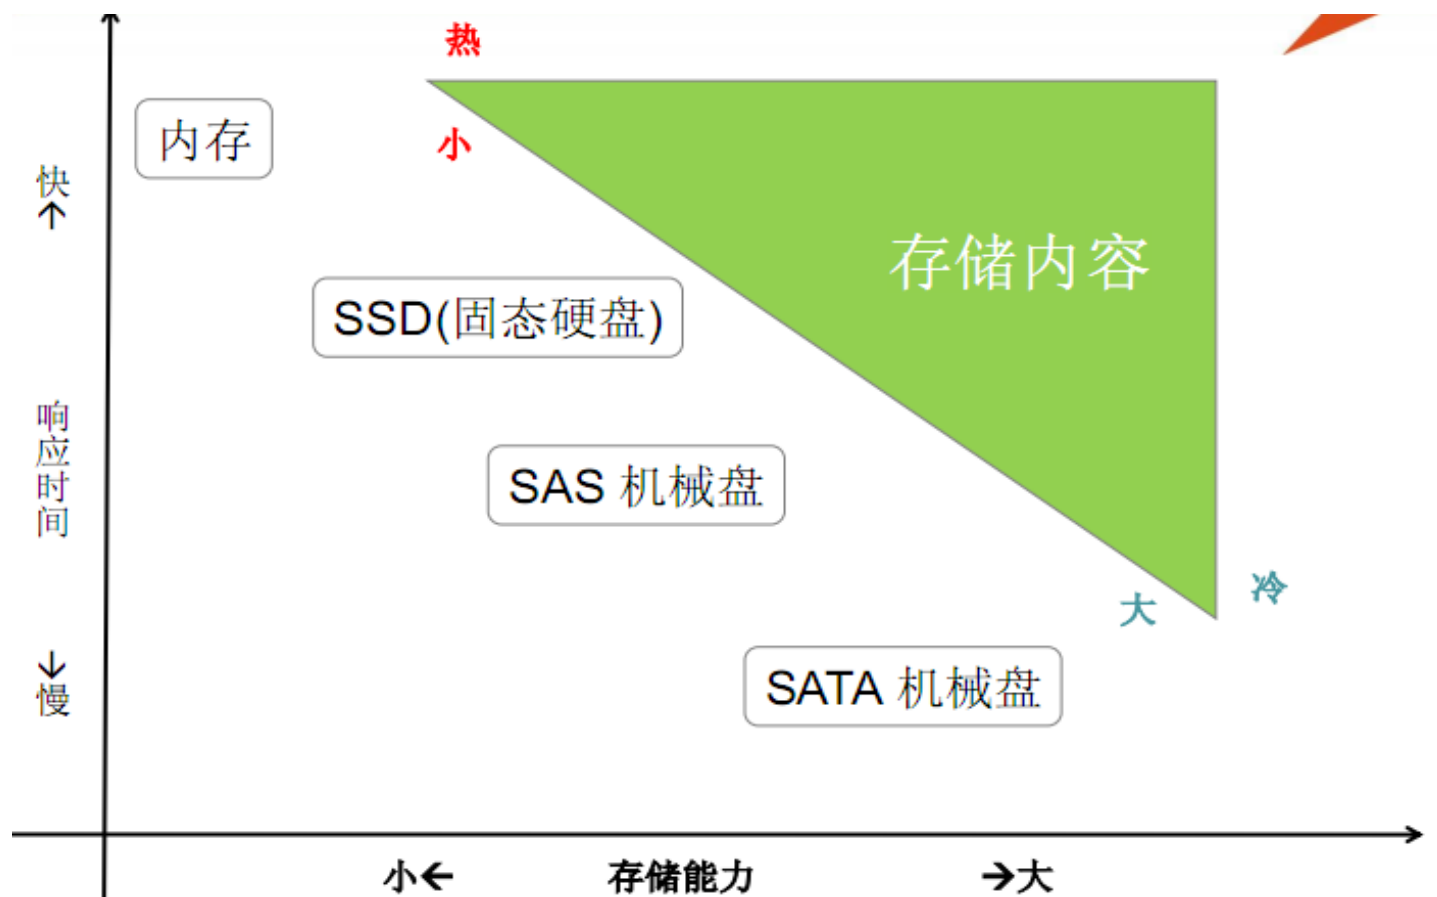 热
内存
小
快
↑
存储内容
SSD(固态硬盘)
响应时间
SAS 机械盘
冷
大
↓
慢
SATA 机械盘
小←
存储能力
→大